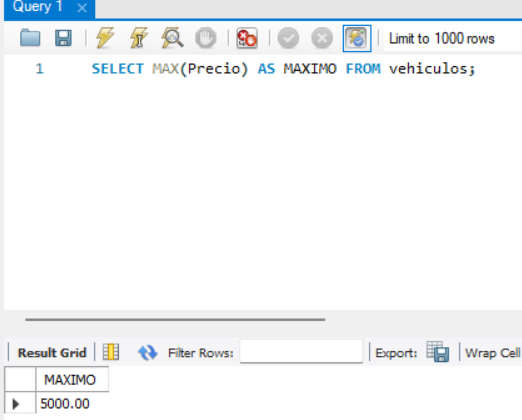 Query 1
Limit to 1000 rows
1 SELECT MAX(Precio) AS MAXIMO FROM vehiculos;
Result Grid Filter Rows: Export: Wrap Cell
MAXIMO
5000.00